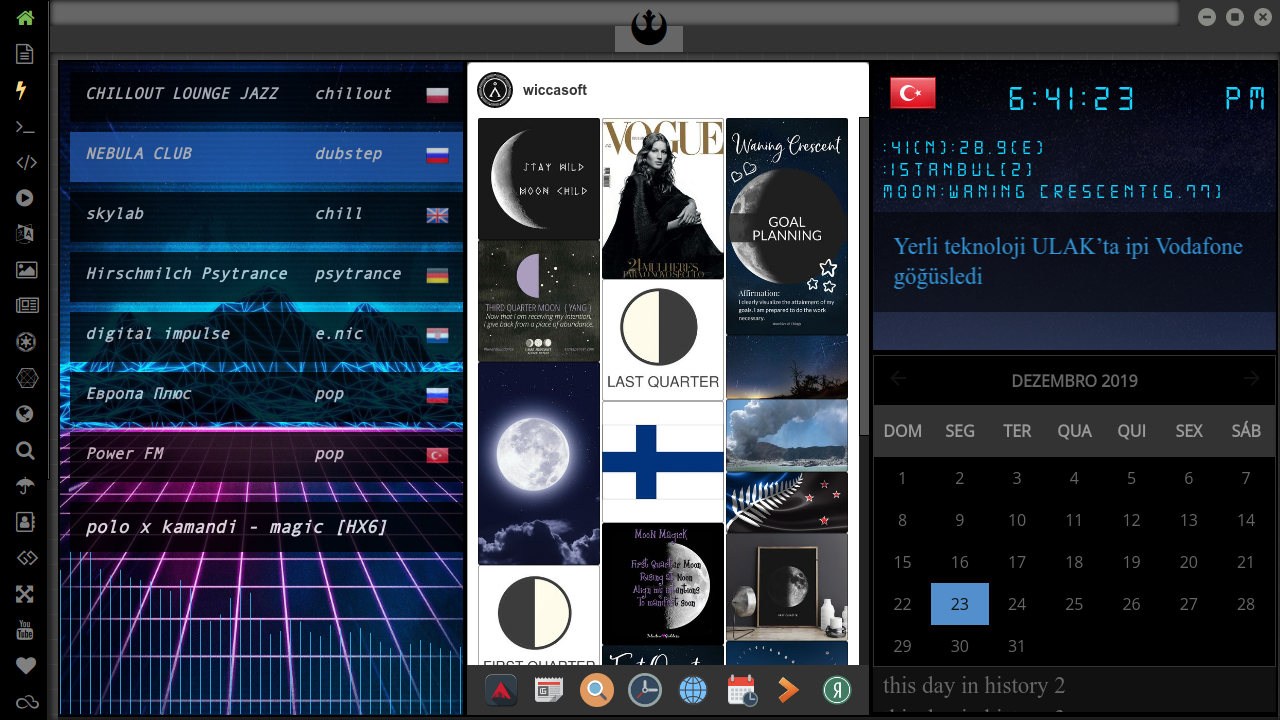 CHILLOUT LOUNGE JAZZ chillout
NEBULA CLUB dubstep
skylab chill
Hirschmilch Psytrance psytrance
digital impulse e.nic
Европа Плюс pop
Power FM pop
polo x kamandi - magic [HX6]
wiccasoft
STAY WILD
MOON CHILD
THIRD QUARTER MOON ( YANG )
Now that I am receiving my intention,
I give back from a place of abundance.
FIRST QUARTER
VOGUE
21 MULHERES
PARA O NOVO SÉCULO
LAST QUARTER
Moon Magick
First Quarter Moon
Rising at Noon
Align my intentions
To manifest soon
Waning Crescent
GOAL
PLANNING
Affirmation:
I clearly visualize the attainment of my
goals. I am prepared to do the work
necessary.
6:41:23 PM
:41(N):28.9(E)
:ISTANBUL(2)
MOON:WANING CRESCENT(6.77)
Yerli teknoloji ULAK’ta ipi Vodafone
göğüsledi
DEZEMBRO 2019
DOM SEG TER QUA QUI SEX SÁB
1 2 3 4 5 6 7
8 9 10 11 12 13 14
15 16 17 18 19 20 21
22 23 24 25 26 27 28
29 30 31
this day in history 2